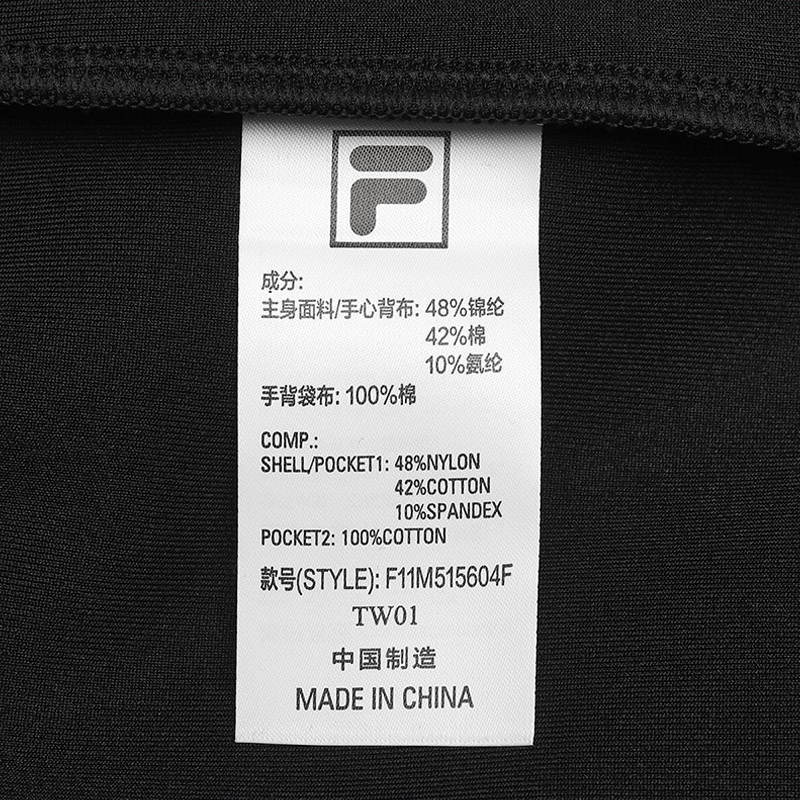 成分:
主身面料/手心背布: 48%锦纶
42%棉
10%氨纶
手背袋布: 100%棉
COMP.:
SHELL/POCKET1: 48%NYLON
42%COTTON
10%SPANDEX
POCKET2: 100%COTTON
款号(STYLE): F11M515604F
TW01
中国制造
MADE IN CHINA